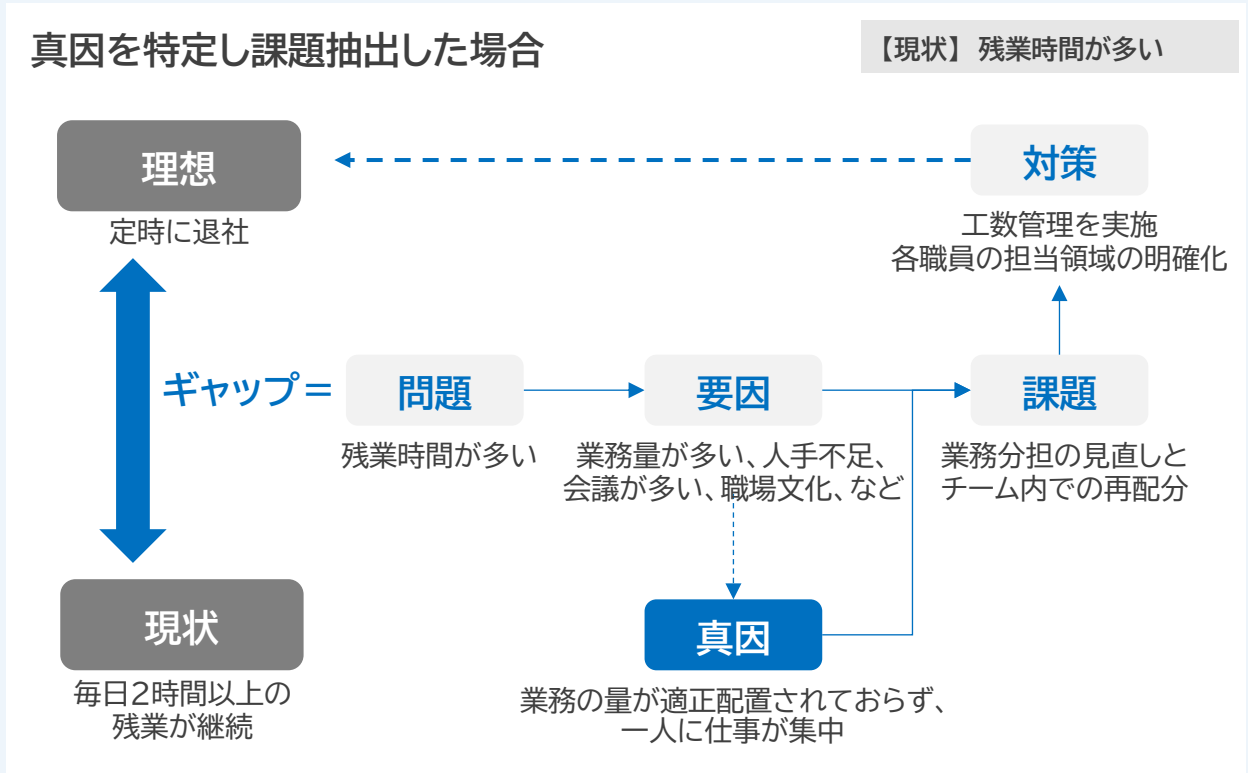 真因を特定し課題抽出した場合
【現状】残業時間が多い
理想
定時に退社
対策
工数管理を実施
各職員の担当領域の明確化
ギャップ＝
問題
残業時間が多い
要因
業務量が多い、人手不足、
会議が多い、職場文化、など
課題
業務分担の見直しと
チーム内での再配分
現状
毎日2時間以上の
残業が継続
真因
業務の量が適正配置されておらず、
一人に仕事が集中